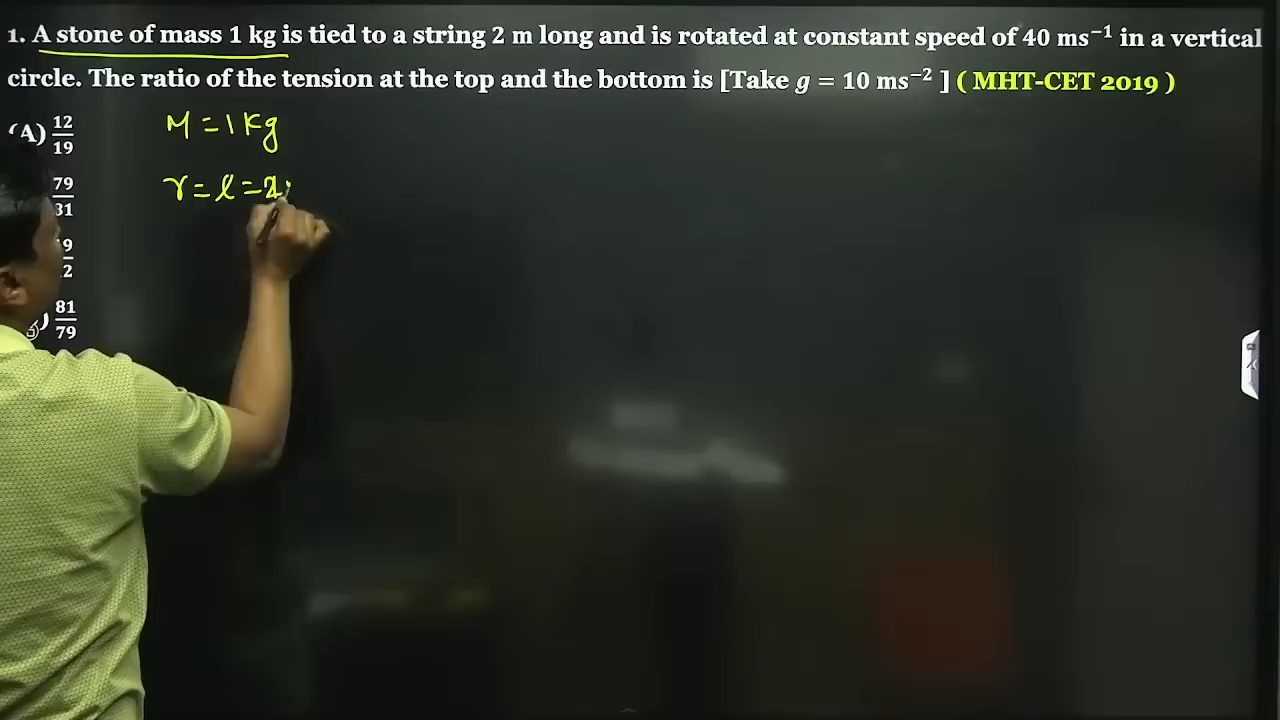 1. A stone of mass 1 kg is tied to a string 2 m long and is rotated at constant speed of 40 ms⁻¹ in a vertical
circle. The ratio of the tension at the top and the bottom is [Take g = 10 ms⁻² ] ( MHT-CET 2019 )
(A) 12/19
M = 1 kg
79/31
r = l = 2
9/2
81/79